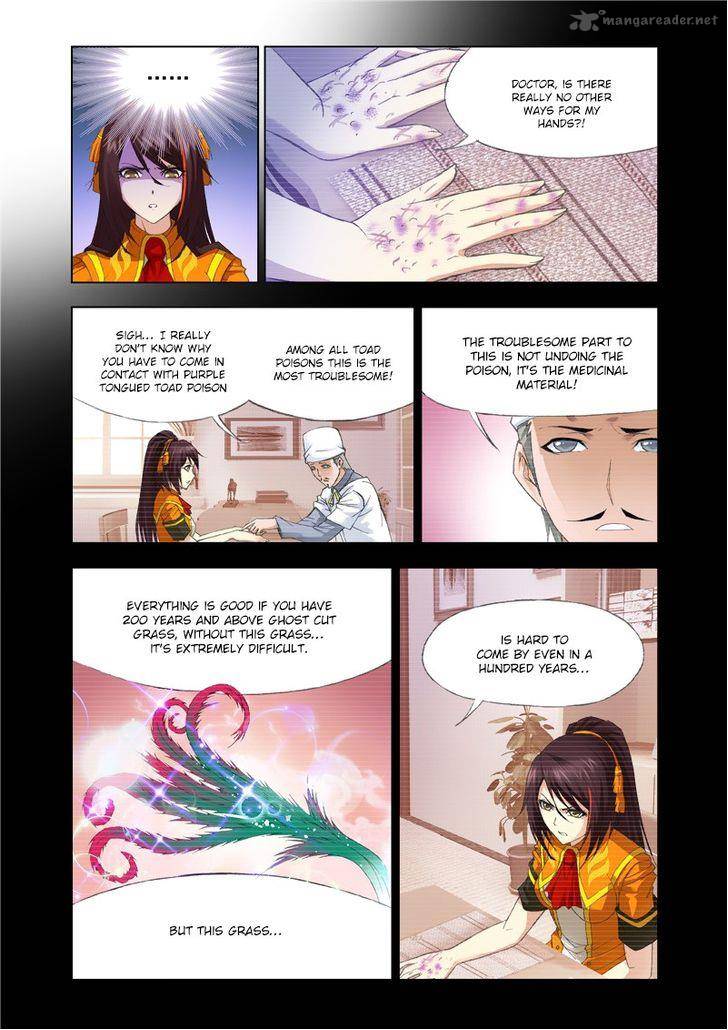 mangareader.net
......
DOCTOR, IS THERE
REALLY NO OTHER
WAYS FOR MY
HANDS?!
SIGH... I REALLY
DON'T KNOW WHY
YOU HAVE TO COME IN
CONTACT WITH PURPLE
TONGUED TOAD POISON
AMONG ALL TOAD
POISONS THIS IS THE
MOST TROUBLESOME!
THE TROUBLESOME PART TO
THIS IS NOT UNDOING THE
POISON, IT'S THE MEDICINAL
MATERIAL!
EVERYTHING IS GOOD IF YOU HAVE
200 YEARS AND ABOVE GHOST CUT
GRASS, WITHOUT THIS GRASS...
IT'S EXTREMELY DIFFICULT.
BUT THIS GRASS...
IS HARD TO
COME BY EVEN IN A
HUNDRED YEARS...